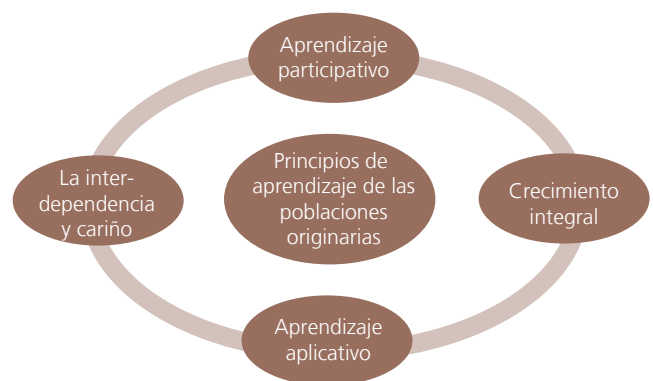 Aprendizaje
participativo
La inter-
dependencia
y cariño
Principios de
aprendizaje de las
poblaciones
originarias
Crecimiento
integral
Aprendizaje
aplicativo